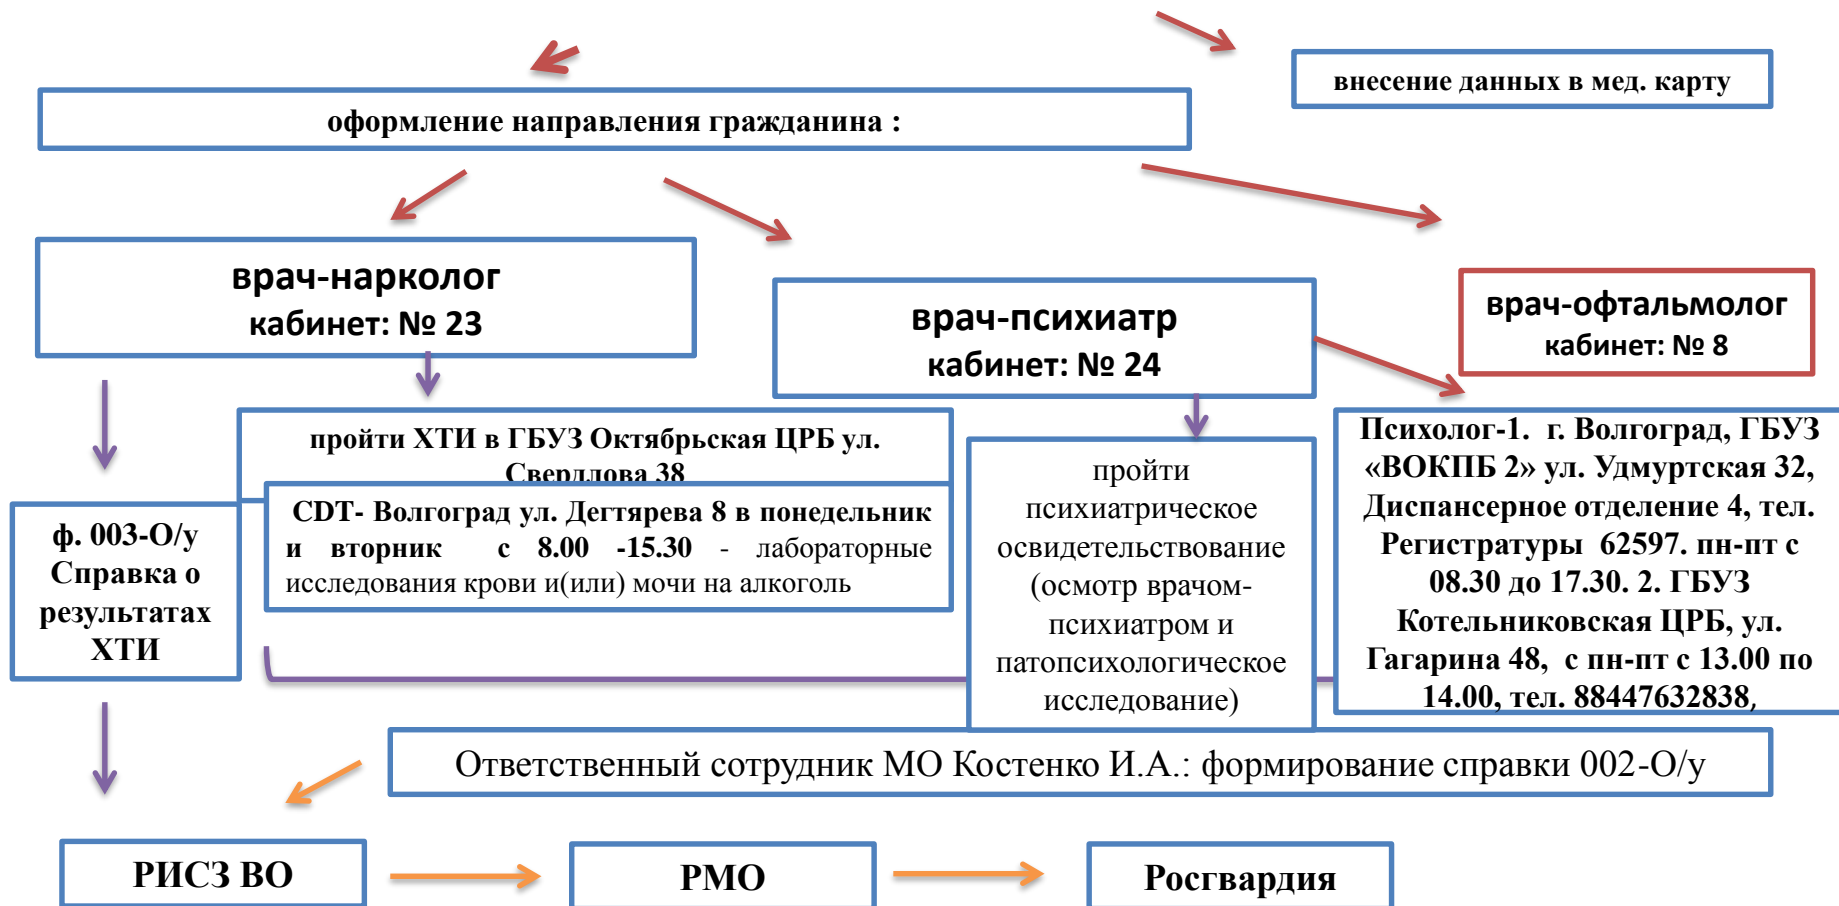 внесение данных в мед. карту
оформление направления гражданина :
врач-нарколог
кабинет: № 23
врач-психиатр
кабинет: № 24
врач-офтальмолог
кабинет: № 8
пройти ХТИ в ГБУЗ Октябрьская ЦРБ ул.
Свердлова 38
CDT- Волгоград ул. Дегтярева 8 в понедельник
и вторник с 8.00 -15.30 - лабораторные
исследования крови и(или) мочи на алкоголь
ф. 003-О/у
Справка о
результатах
ХТИ
пройти
психиатрическое
освидетельствование
(осмотр врачом-
психиатром и
патопсихологическое
исследование)
Психолог-1. г. Волгоград, ГБУЗ
«ВОКПБ 2» ул. Удмуртская 32,
Диспансерное отделение 4, тел.
Регистратуры 62597. пн-пт с
08.30 до 17.30. 2. ГБУЗ
Котельниковская ЦРБ, ул.
Гагарина 48, с пн-пт с 13.00 по
14.00, тел. 88447632838,
Ответственный сотрудник МО Костенко И.А.: формирование справки 002-О/у
РИСЗ ВО
РМО
Росгвардия